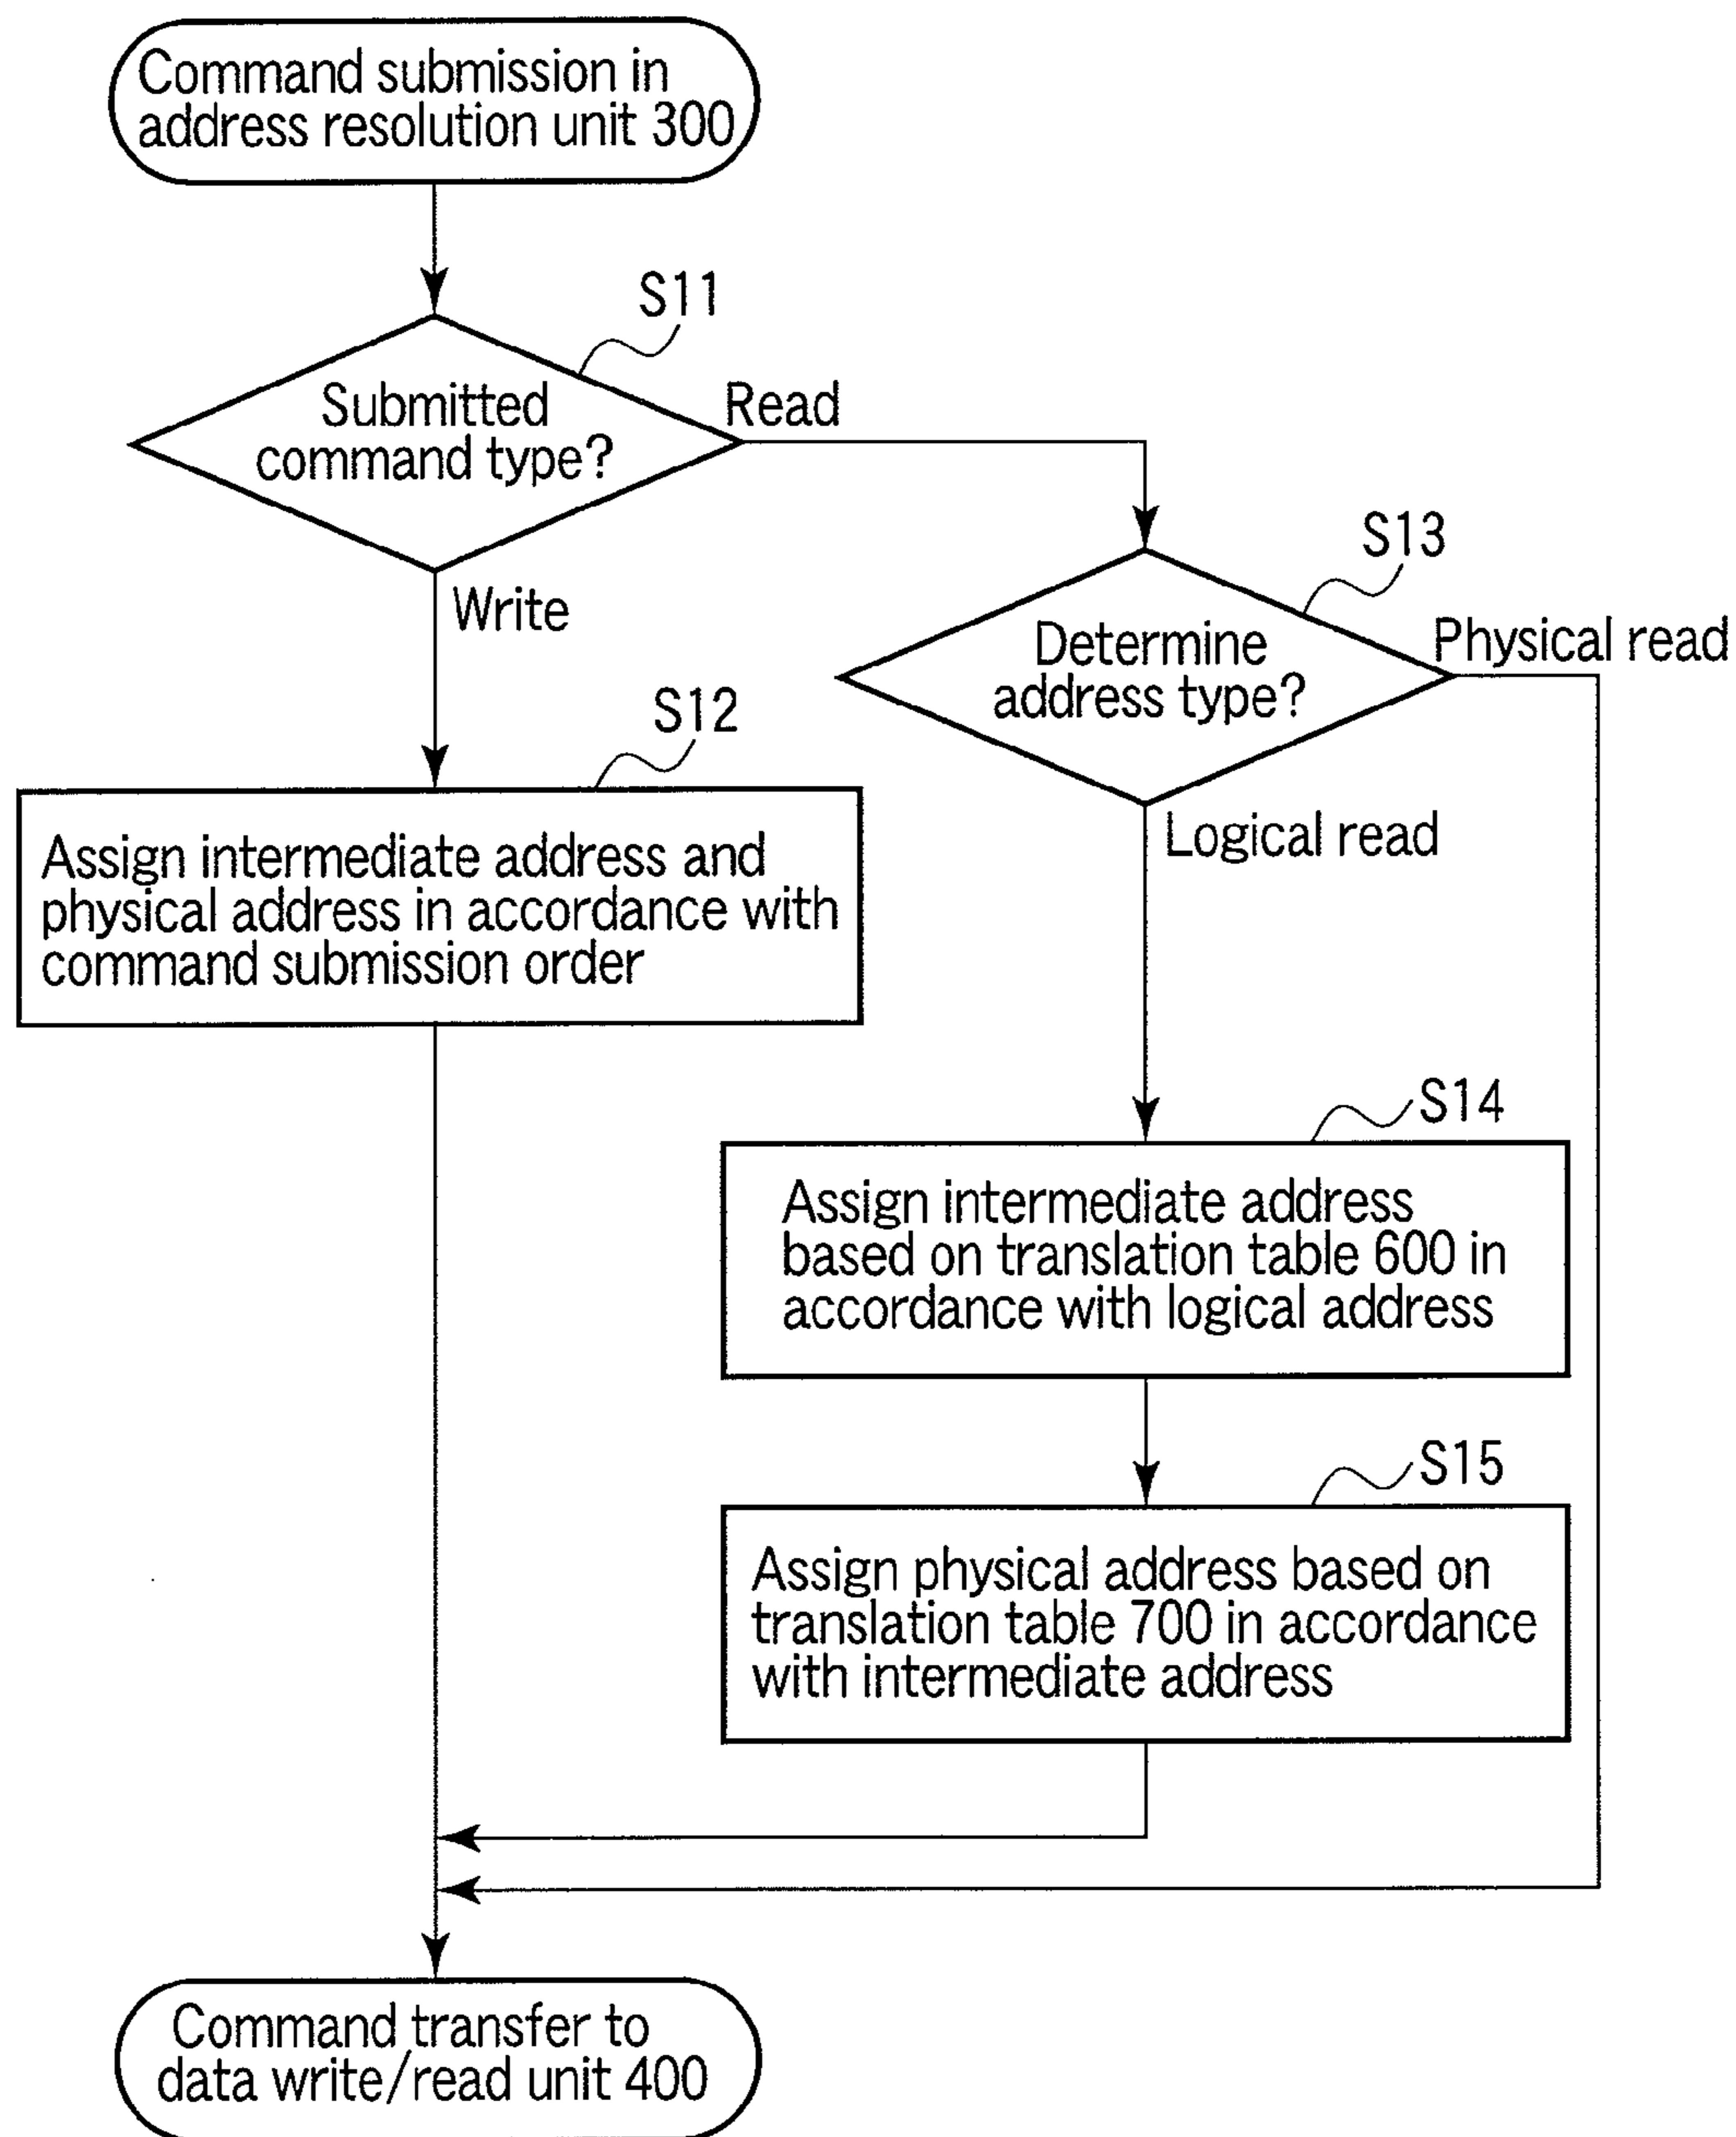 Command submission in
address resolution unit 300
S11
Submitted
command type?
Read
Write
S13
Determine
address type?
Physical read
Logical read
S12
Assign intermediate address and
physical address in accordance with
command submission order
S14
Assign intermediate address
based on translation table 600 in
accordance with logical address
S15
Assign physical address based on
translation table 700 in accordance
with intermediate address
Command transfer to
data write/read unit 400